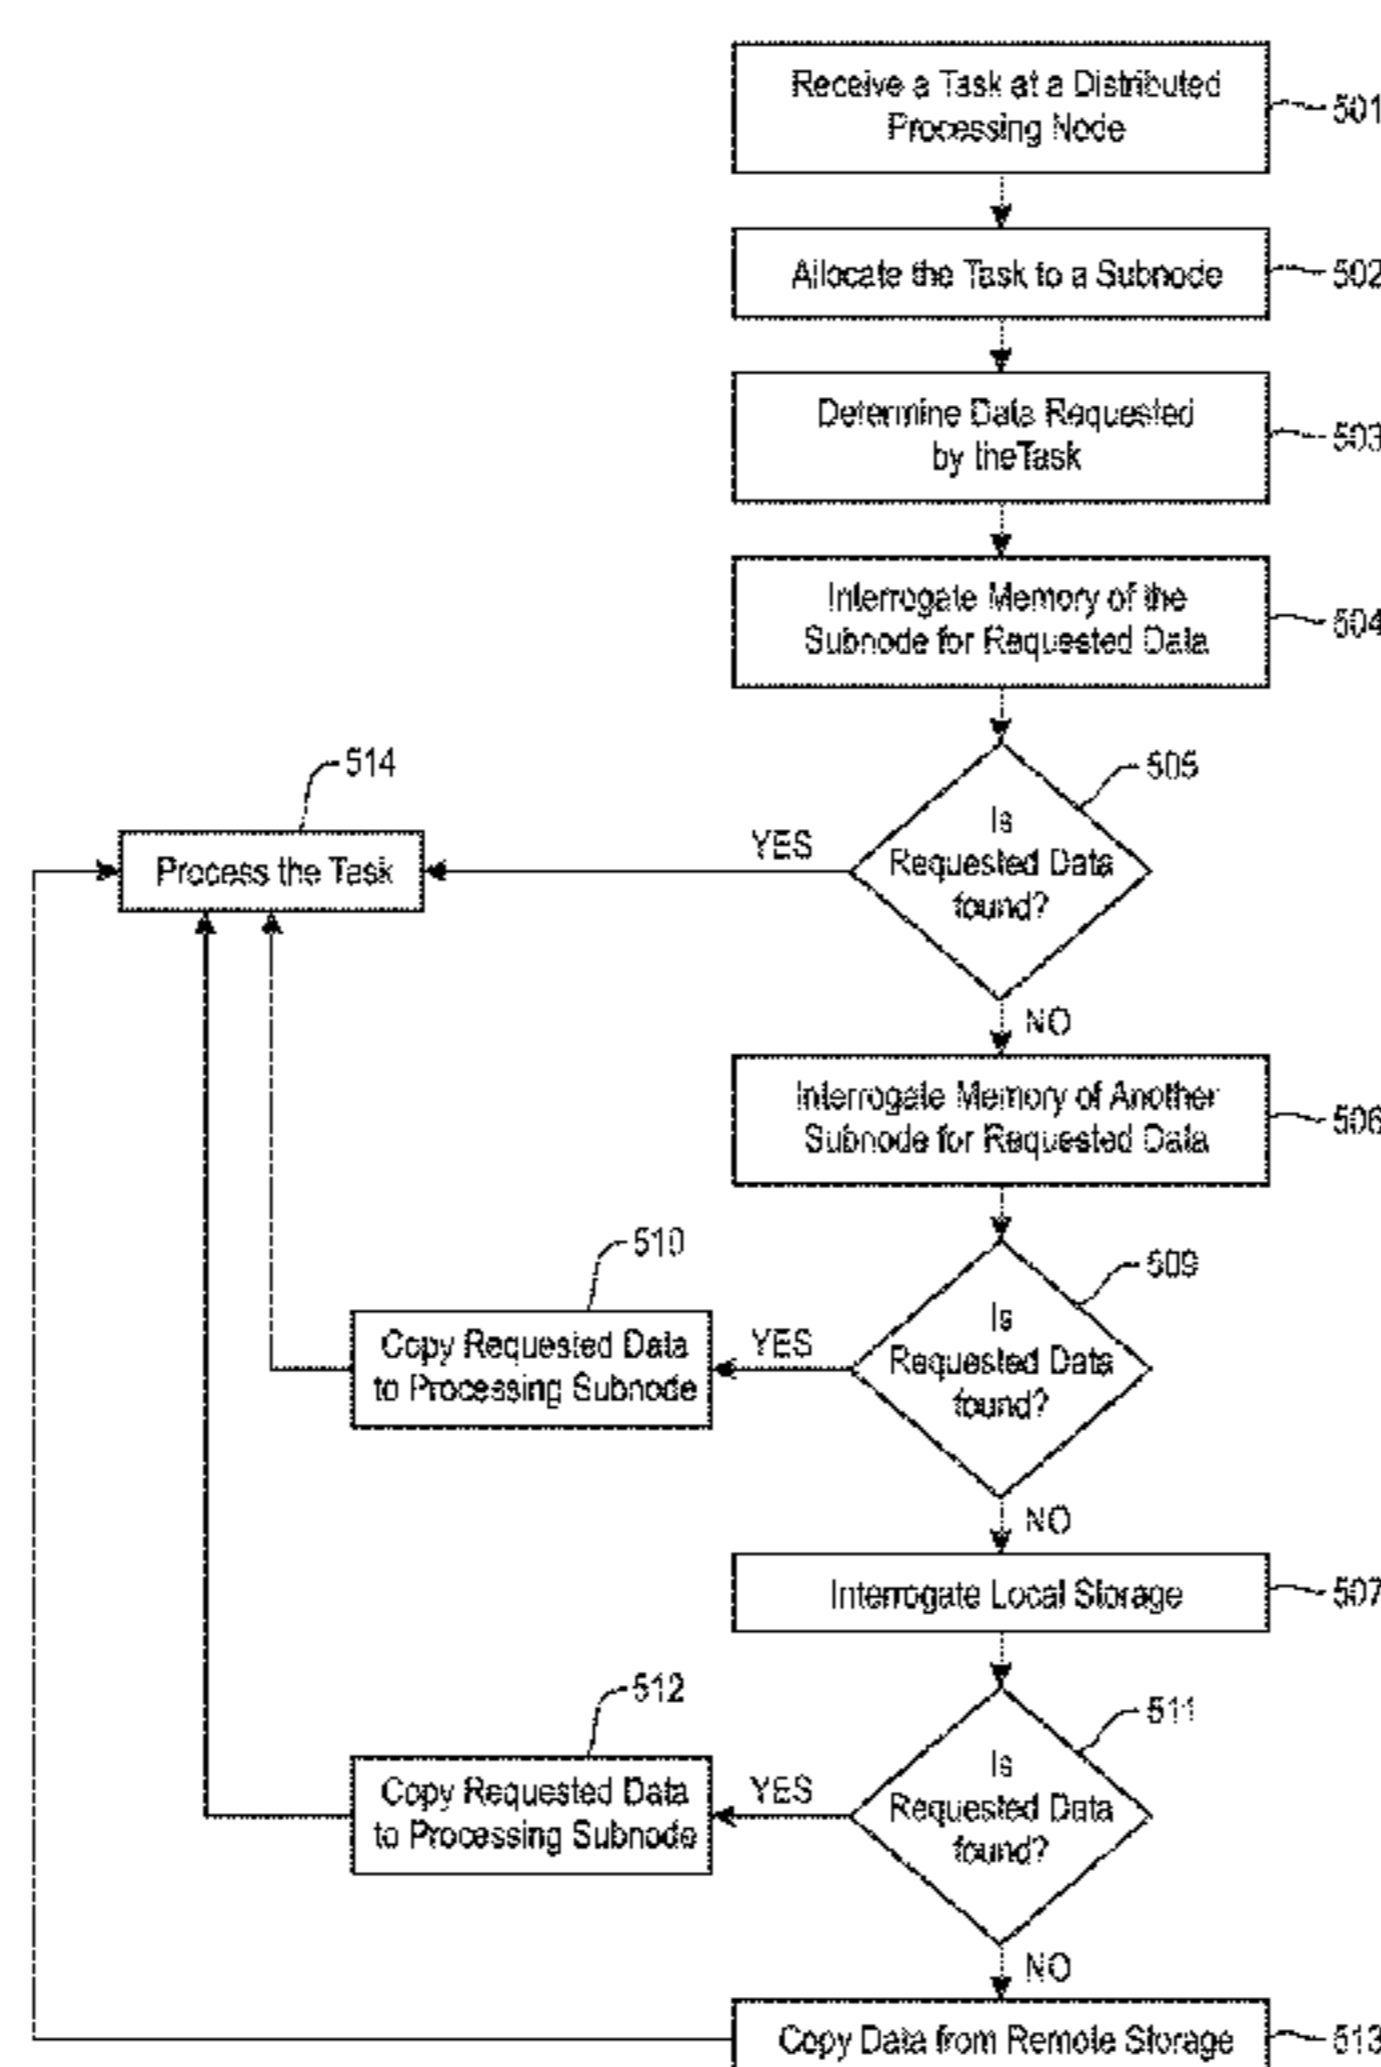 Receive a Task at a Distributed
Processing Node
501
Allocate the Task to a Subnode
502
Determine Data Requested
by theTask
503
Interrogate Memory of the
Subnode for Requested Data
504
514
505
Process the Task
YES
Is
Requested Data
found?
NO
Interrogate Memory of Another
Subnode for Requested Data
506
510
509
Copy Requested Data
to Processing Subnode
YES
Is
Requested Data
found?
NO
Interrogate Local Storage
507
512
511
Copy Requested Data
to Processing Subnode
YES
Is
Requested Data
found?
NO
Copy Data from Remote Storage
513